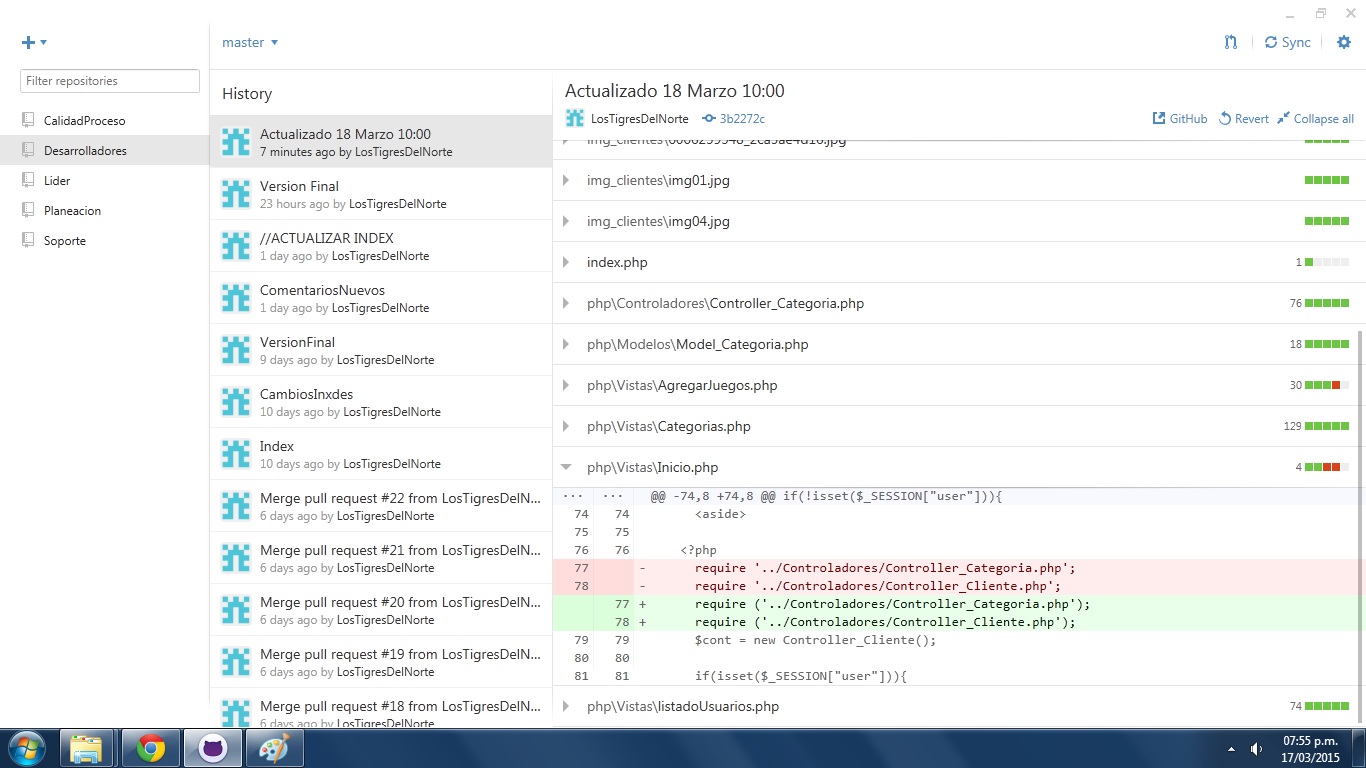 master
Sync
Filter repositories
CalidadProceso
Desarrolladores
Lider
Planeacion
Soporte
History
Actualizado 18 Marzo 10:00
7 minutes ago by LosTigresDelNorte
Version Final
23 hours ago by LosTigresDelNorte
//ACTUALIZAR INDEX
1 day ago by LosTigresDelNorte
ComentariosNuevos
1 day ago by LosTigresDelNorte
VersionFinal
9 days ago by LosTigresDelNorte
CambiosInxdes
10 days ago by LosTigresDelNorte
Index
10 days ago by LosTigresDelNorte
Merge pull request #22 from LosTigresDelN...
6 days ago by LosTigresDelNorte
Merge pull request #21 from LosTigresDelN...
6 days ago by LosTigresDelNorte
Merge pull request #20 from LosTigresDelN...
6 days ago by LosTigresDelNorte
Merge pull request #19 from LosTigresDelN...
6 days ago by LosTigresDelNorte
Merge pull request #18 from LosTigresDelN...
6 days ago by LosTigresDelNorte
Actualizado 18 Marzo 10:00
LosTigresDelNorte 3b2272c
GitHub Revert Collapse all
img_clientes\img01.jpg
img_clientes\img04.jpg
index.php 1
php\Controladores\Controller_Categoria.php 76
php\Modelos\Model_Categoria.php 18
php\Vistas\AgregarJuegos.php 30
php\Vistas\Categorias.php 129
php\Vistas\Inicio.php 4
... ... @@ -74,8 +74,8 @@ if(!isset($_SESSION["user"])){
74 74 <aside>
75 75
76 76 <?php
77 - require '../Controladores/Controller_Categoria.php';
78 - require '../Controladores/Controller_Cliente.php';
77 + require ('../Controladores/Controller_Categoria.php');
78 + require ('../Controladores/Controller_Cliente.php');
79 79 $cont = new Controller_Cliente();
80 80
81 81 if(isset($_SESSION["user"])){
php\Vistas\listadoUsuarios.php 74
07:55 p.m.
17/03/2015